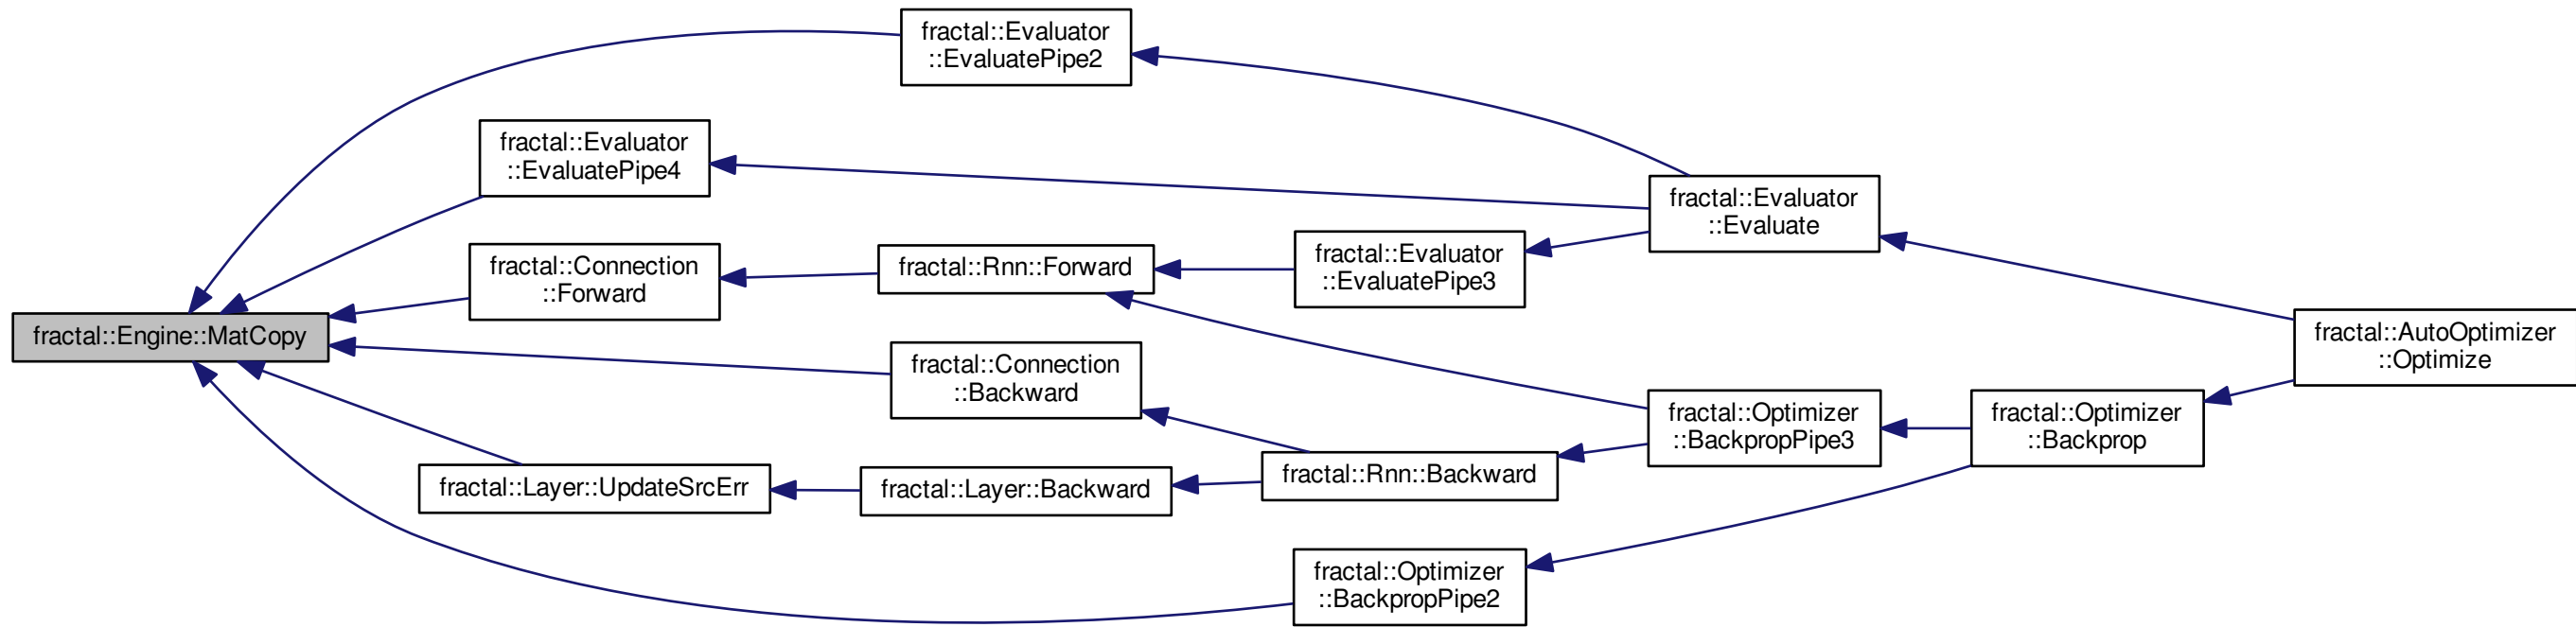 fractal::Evaluator
::EvaluatePipe2
fractal::Evaluator
::EvaluatePipe4
fractal::Evaluator
::Evaluate
fractal::Connection
::Forward
fractal::Rnn::Forward
fractal::Evaluator
::EvaluatePipe3
fractal::Engine::MatCopy
fractal::AutoOptimizer
::Optimize
fractal::Connection
::Backward
fractal::Optimizer
::BackpropPipe3
fractal::Optimizer
::Backprop
fractal::Layer::UpdateSrcErr
fractal::Layer::Backward
fractal::Rnn::Backward
fractal::Optimizer
::BackpropPipe2